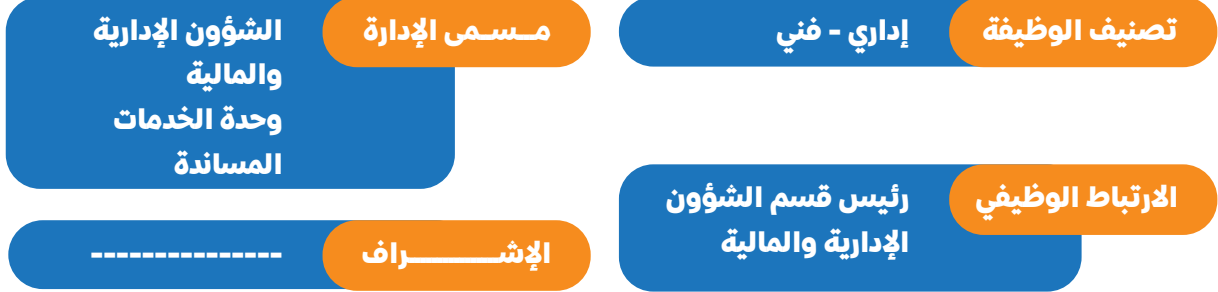 تصنيف الوظيفة
إداري - فني
مــســمى الإدارة
الشؤون الإدارية
والمالية
وحدة الخدمات
المساندة
الارتباط الوظيفي
رئيس قسم الشؤون
الإدارية والمالية
الإشـــــــــــراف
---------------